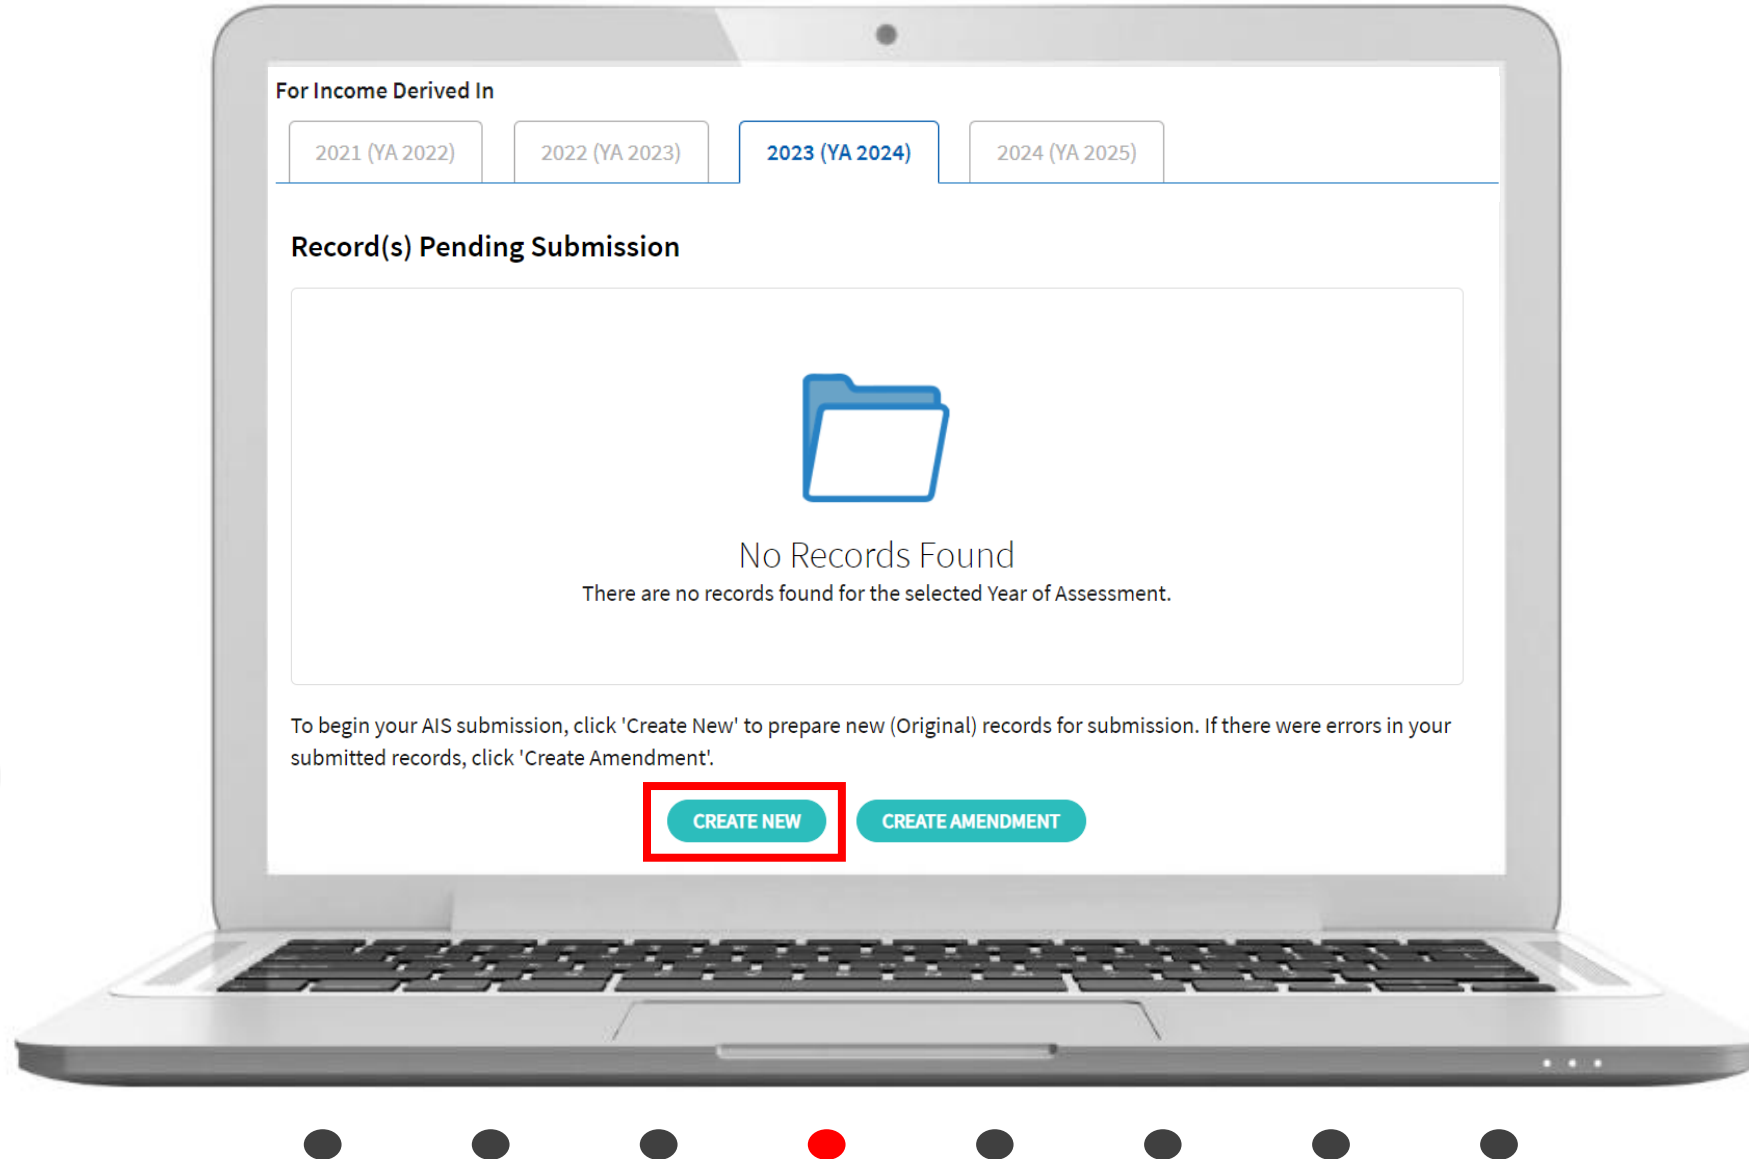 For Income Derived In
2021 (YA 2022)
2022 (YA 2023)
2023 (YA 2024)
2024 (YA 2025)
Record(s) Pending Submission
No Records Found
There are no records found for the selected Year of Assessment.
To begin your AIS submission, click 'Create New' to prepare new (Original) records for submission. If there were errors in your
submitted records, click 'Create Amendment'.
CREATE NEW
CREATE AMENDMENT